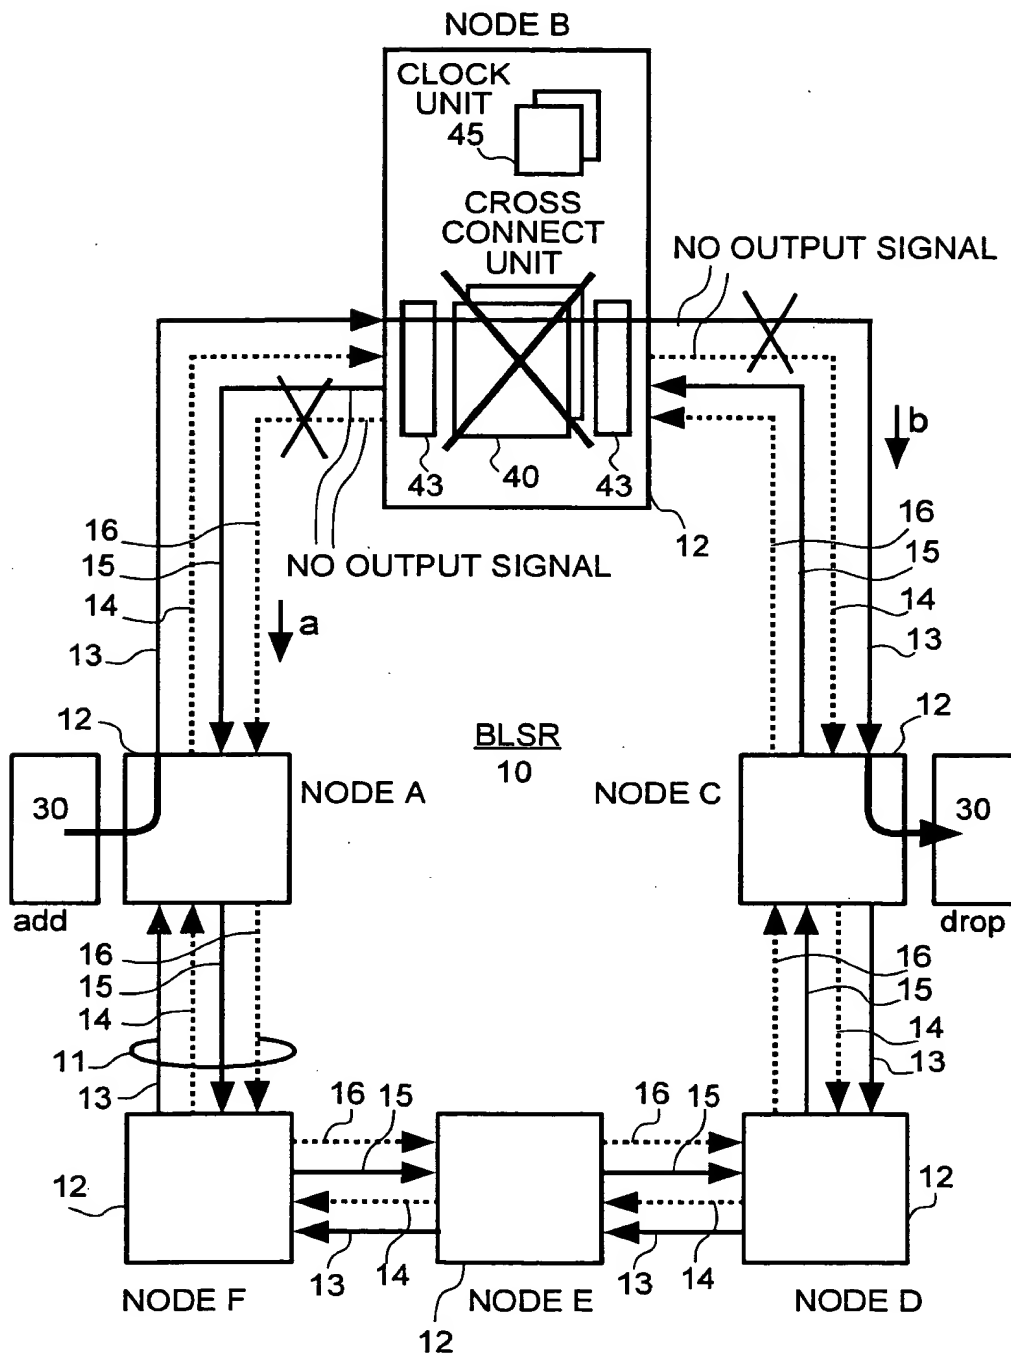 NODE B
CLOCK
UNIT
45
CROSS
CONNECT
UNIT
NO OUTPUT SIGNAL
b
43
40
43
12
16
15
14
13
NO OUTPUT SIGNAL
a
16
15
14
13
12
BLSR
10
12
30
NODE A
NODE C
30
add
drop
16
15
14
11
13
16
15
14
13
16
15
16
15
12
12
13
14
13
14
NODE F
NODE E
NODE D
12